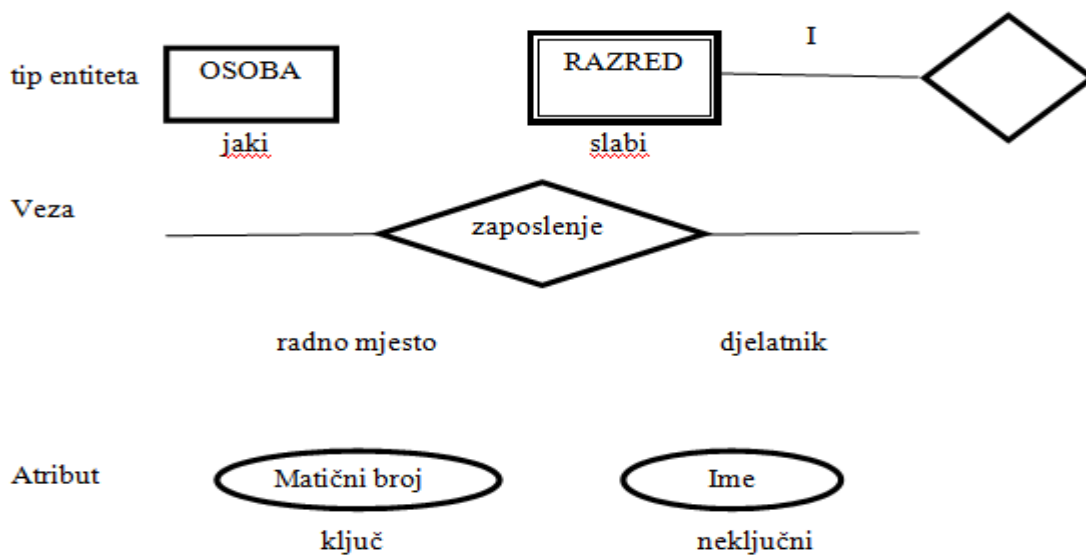 I
tip entiteta OSOBA RAZRED
jaki slabi
Veza zaposlenje
radno mjesto djelatnik
Atribut Matični broj Ime
ključ neključni